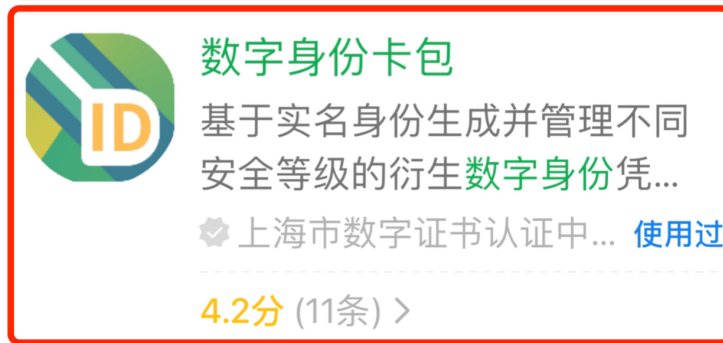 ID
数字身份卡包
基于实名身份生成并管理不同
安全等级的衍生数字身份凭...
上海市数字证书认证中... 使用过
4.2分 (11条) >